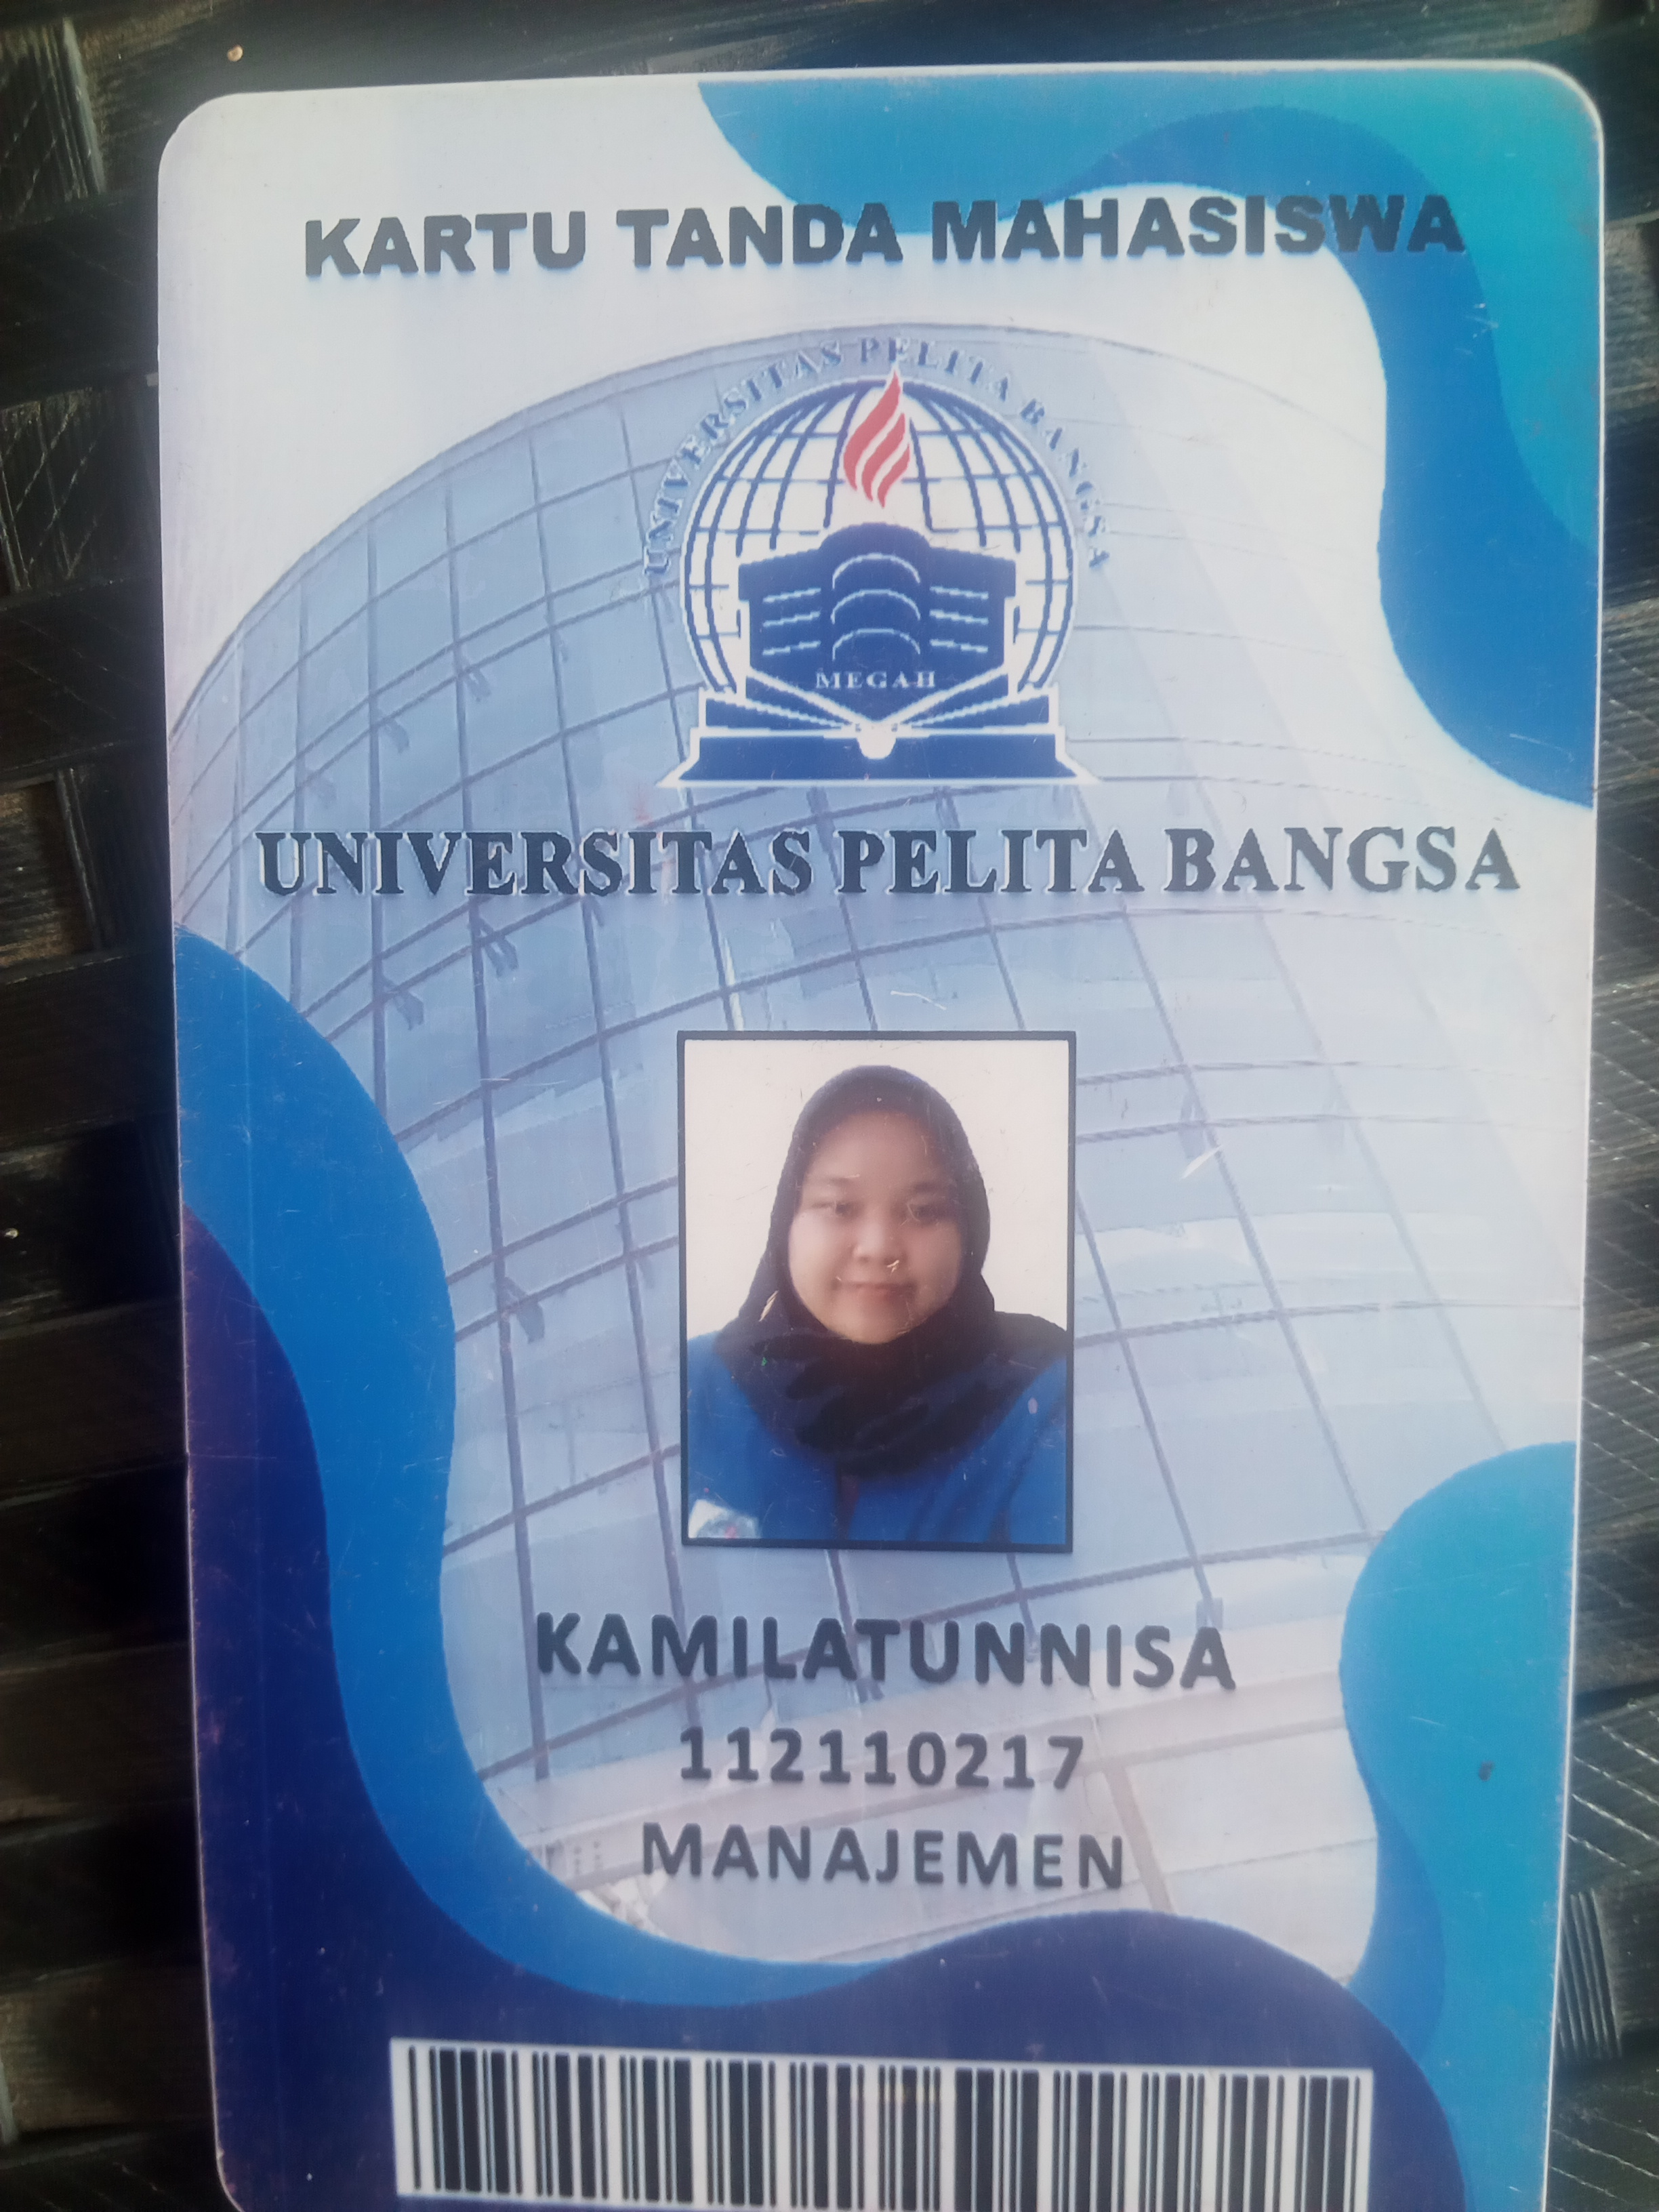 KARTU TANDA MAHASISWA
UNIVERSITAS PELITA BANGSA
MEGAH
UNIVERSITAS PELITA BANGSA
KAMILATUNNISA
112110217
MANAJEMEN